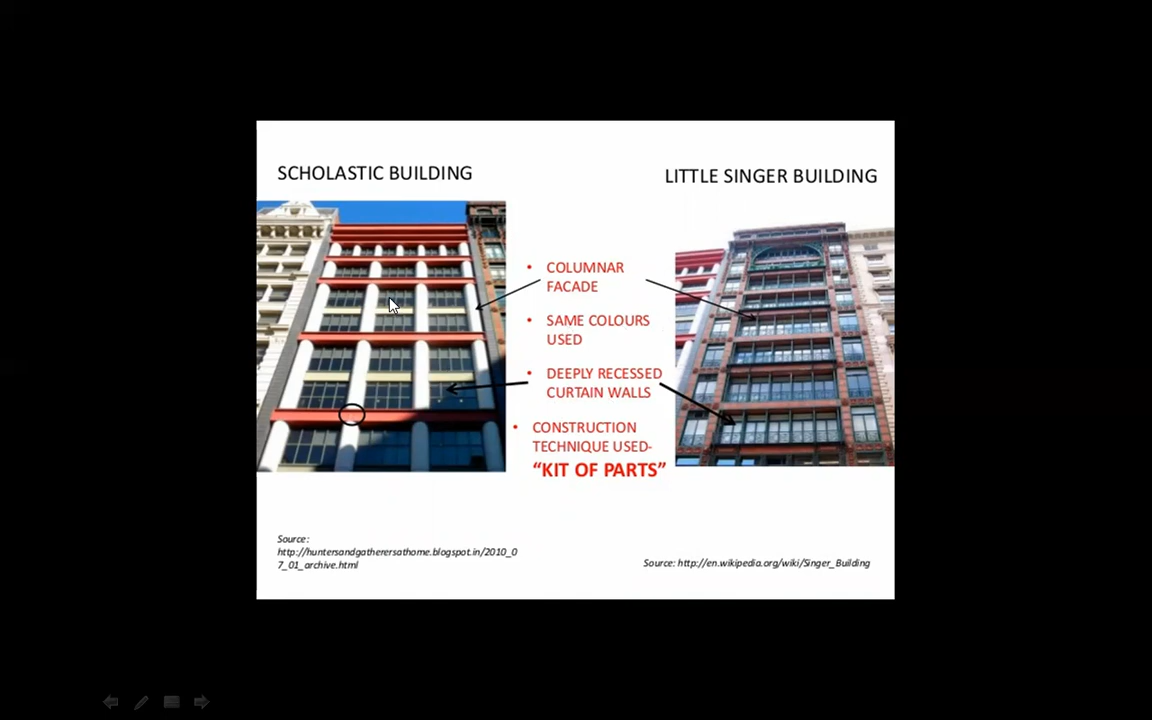 SCHOLASTIC BUILDING
LITTLE SINGER BUILDING
• COLUMNAR
FACADE
• SAME COLOURS
USED
• DEEPLY RECESSED
CURTAIN WALLS
• CONSTRUCTION
TECHNIQUE USED-
“KIT OF PARTS”
Source:
http://huntersandgatherersathome.blogspot.in/2010_0
7_01_archive.html
Source: http://en.wikipedia.org/wiki/Singer_Building